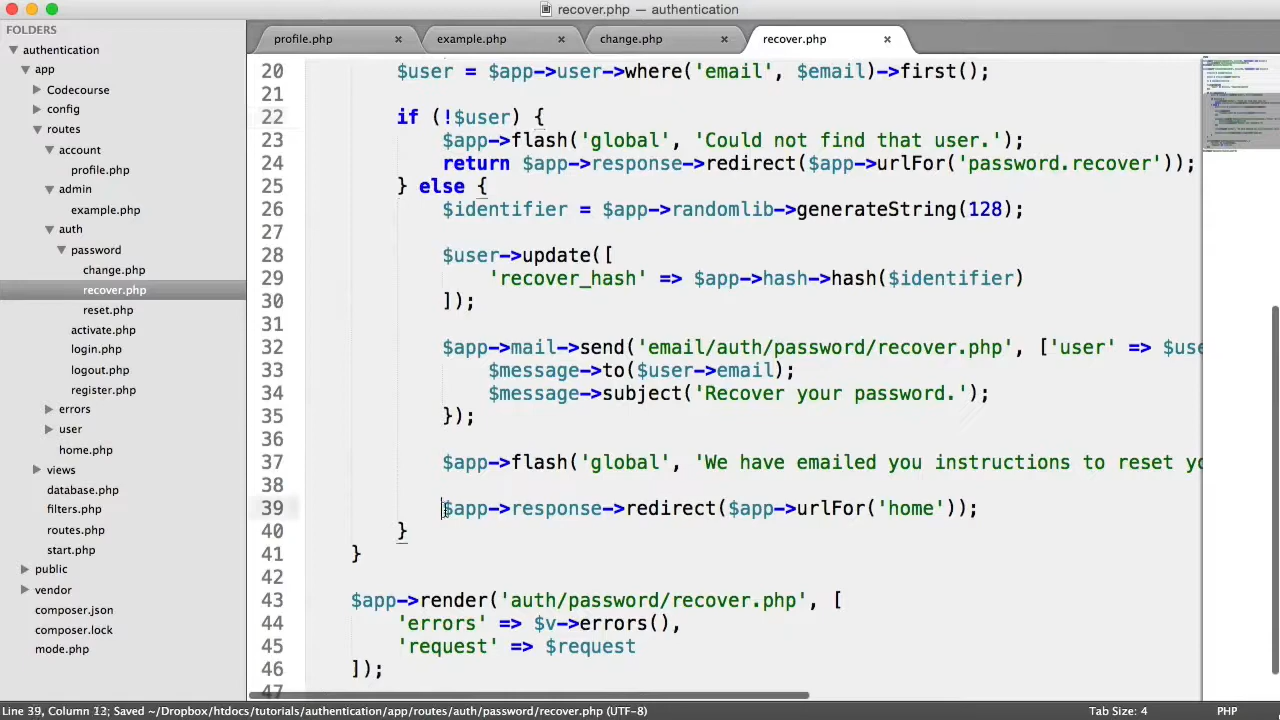 recover.php — authentication
FOLDERS
authentication
app
Codecourse
config
routes
account
profile.php
admin
example.php
auth
password
change.php
recover.php
reset.php
activate.php
login.php
logout.php
register.php
errors
user
home.php
views
database.php
filters.php
routes.php
start.php
public
vendor
composer.json
composer.lock
mode.php
profile.php × example.php × change.php × recover.php ×
20 $user = $app->user->where('email', $email)->first();
21
22 if (!$user) {
23 $app->flash('global', 'Could not find that user.');
24 return $app->response->redirect($app->urlFor('password.recover'));
25 } else {
26 $identifier = $app->randomlib->generateString(128);
27
28 $user->update([
29 'recover_hash' => $app->hash->hash($identifier)
30 ]);
31
32 $app->mail->send('email/auth/password/recover.php', ['user' => $use
33 $message->to($user->email);
34 $message->subject('Recover your password.');
35 });
36
37 $app->flash('global', 'We have emailed you instructions to reset yo
38
39 $app->response->redirect($app->urlFor('home'));
40 }
41 }
42
43 $app->render('auth/password/recover.php', [
44 'errors' => $v->errors(),
45 'request' => $request
46 ]);
47
Line 39, Column 12; Saved ~/Dropbox/htdocs/tutorials/authentication/app/routes/auth/password/recover.php (UTF-8) Tab Size: 4 PHP